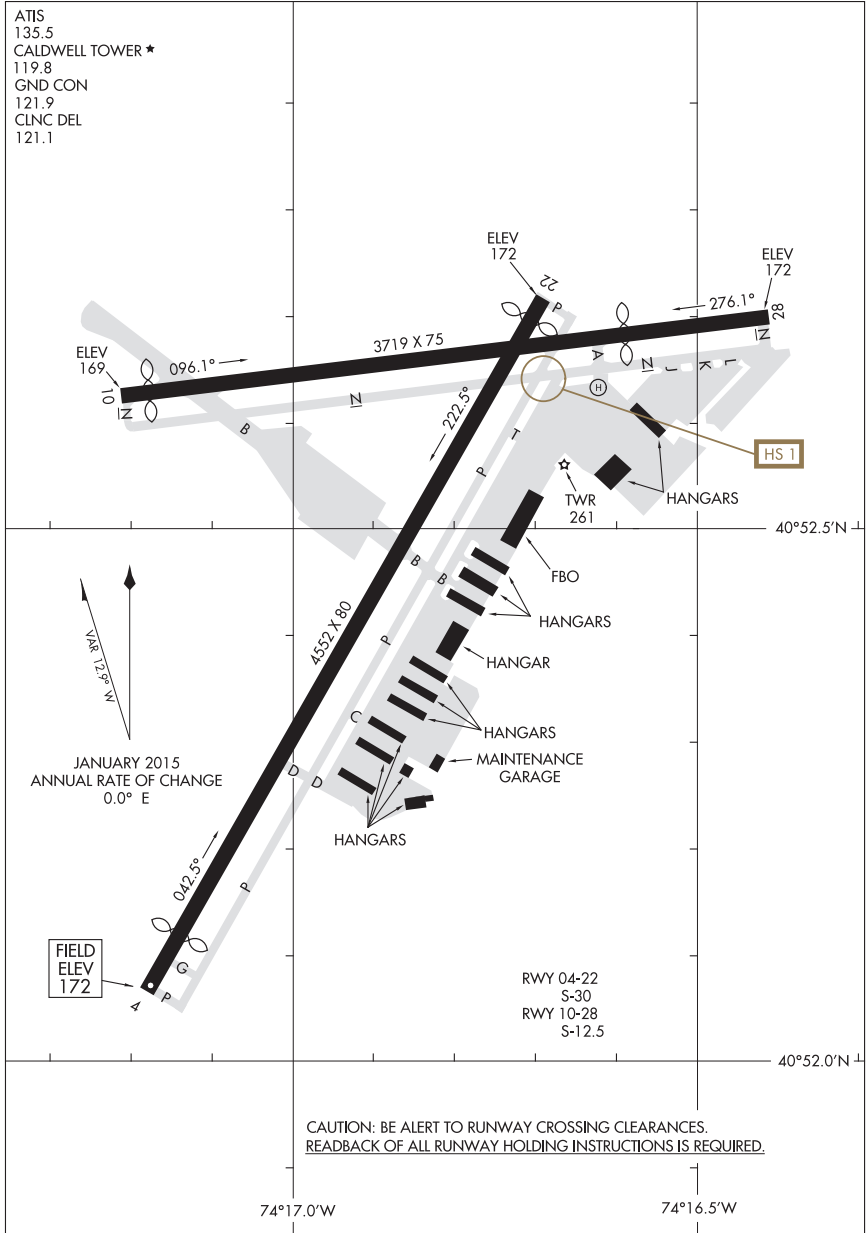 ATIS
135.5
CALDWELL TOWER ★
119.8
GND CON
121.9
CLNC DEL
121.1
ELEV
172
22
P
ELEV
172
276.1°
28
N
3719 X 75
096.1°
ELEV
169
10
N
A
N
J
K
L
H
HS 1
N
B
222.5°
T
P
TWR
261
HANGARS
40°52.5'N
FBO
B
B
HANGARS
4552 X 80
P
HANGAR
VAR 12.9° W
C
HANGARS
JANUARY 2015
ANNUAL RATE OF CHANGE
0.0° E
D
D
MAINTENANCE
GARAGE
HANGARS
042.5°
P
FIELD
ELEV
172
G
4
P
RWY 04-22
S-30
RWY 10-28
S-12.5
40°52.0'N
CAUTION: BE ALERT TO RUNWAY CROSSING CLEARANCES.
READBACK OF ALL RUNWAY HOLDING INSTRUCTIONS IS REQUIRED.
74°17.0'W
74°16.5'W